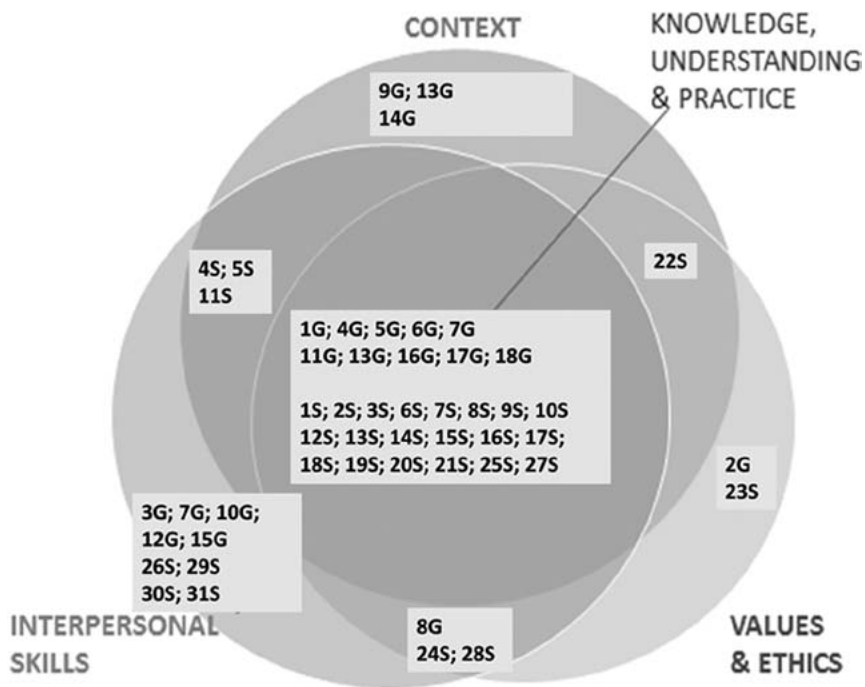 CONTEXT
KNOWLEDGE,
UNDERSTANDING
& PRACTICE
9G; 13G
14G
4S; 5S
11S
22S
1G; 4G; 5G; 6G; 7G
11G; 13G; 16G; 17G; 18G
1S; 2S; 3S; 6S; 7S; 8S; 9S; 10S
12S; 13S; 14S; 15S; 16S; 17S;
18S; 19S; 20S; 21S; 25S; 27S
2G
23S
3G; 7G; 10G;
12G; 15G
26S; 29S
30S; 31S
8G
24S; 28S
INTERPERSONAL
SKILLS
VALUES
& ETHICS